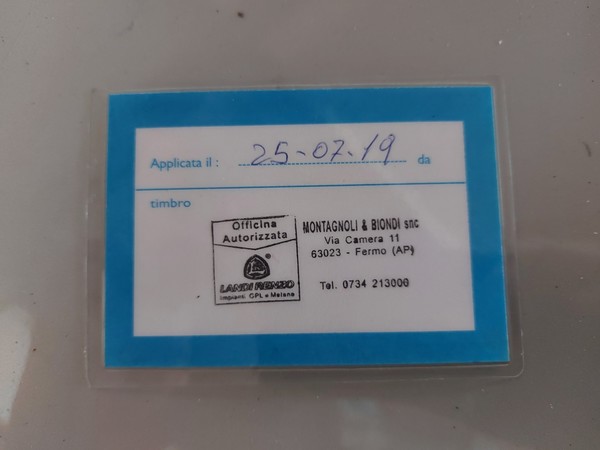 Applicata il : 25-07-19 da
timbro
Officina
Autorizzata
LANDI RENZO
Impianti GPL e Metano
MONTAGNOLI & BIONDI snc
Via Camera 11
63023 - Fermo (AP)
Tel. 0734 213000